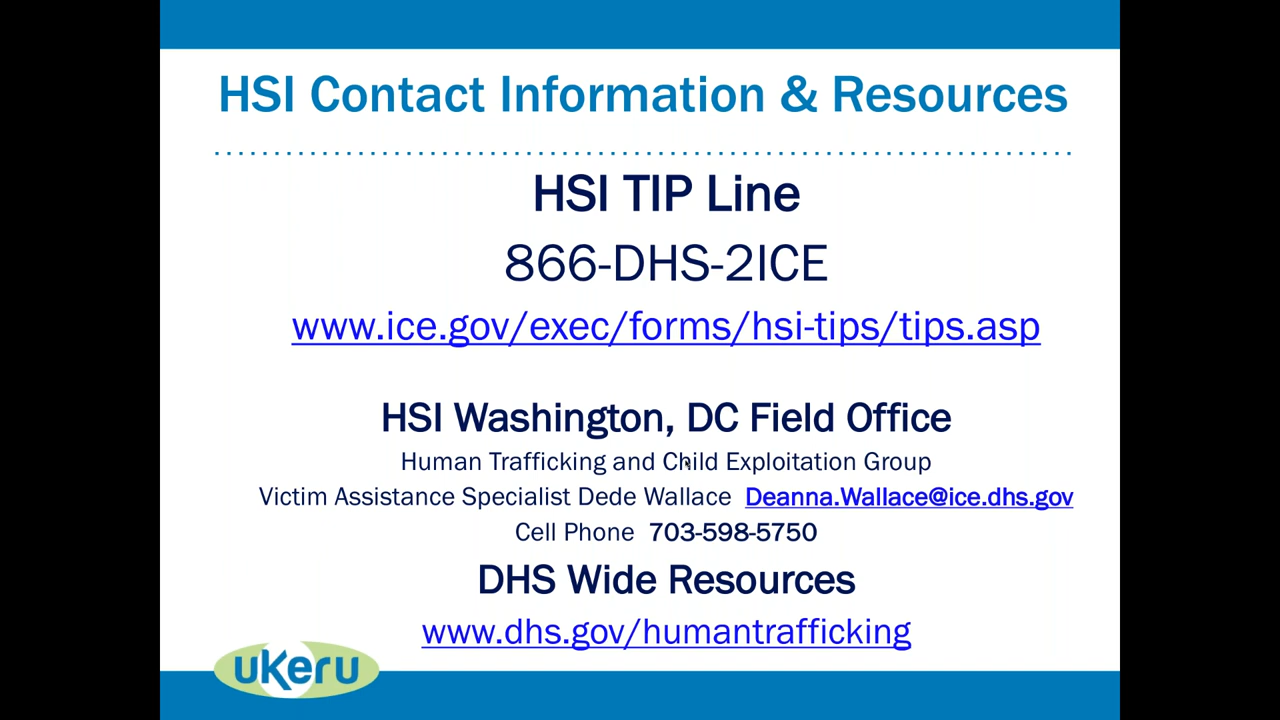 HSI Contact Information & Resources
HSI TIP Line
866-DHS-2ICE
www.ice.gov/exec/forms/hsi-tips/tips.asp
HSI Washington, DC Field Office
Human Trafficking and Child Exploitation Group
Victim Assistance Specialist Dede Wallace Deanna.Wallace@ice.dhs.gov
Cell Phone 703-598-5750
DHS Wide Resources
www.dhs.gov/humantrafficking
uKeru